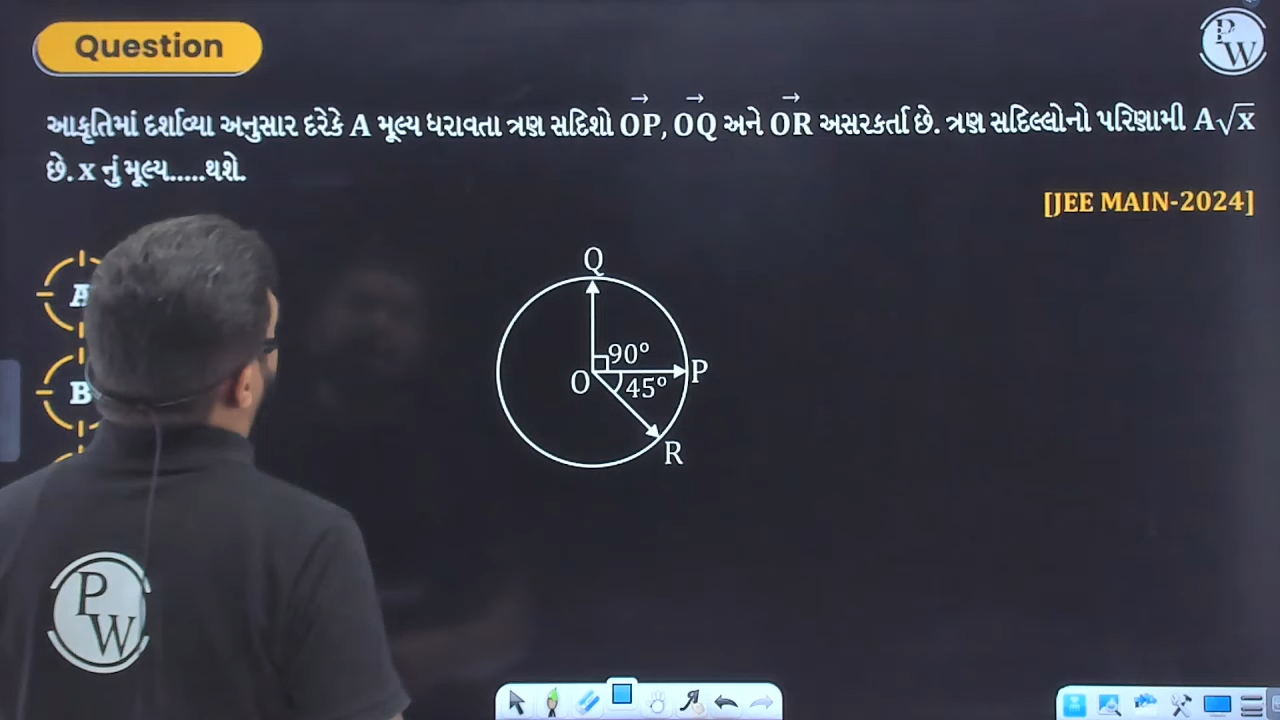 Question
PW
આકૃતિમાં દર્શાવ્યા અનુસાર દરેકે A મૂલ્ય ધરાવતા ત્રણ સદિશો OP, OQ અને OR અસરકર્તા છે. ત્રણ સદિલ્લોનો પરિણામી A√x
છે. x નું મૂલ્ય.....થશે.
[JEE MAIN-2024]
A
B
Q
90°
O
P
45°
R
PW